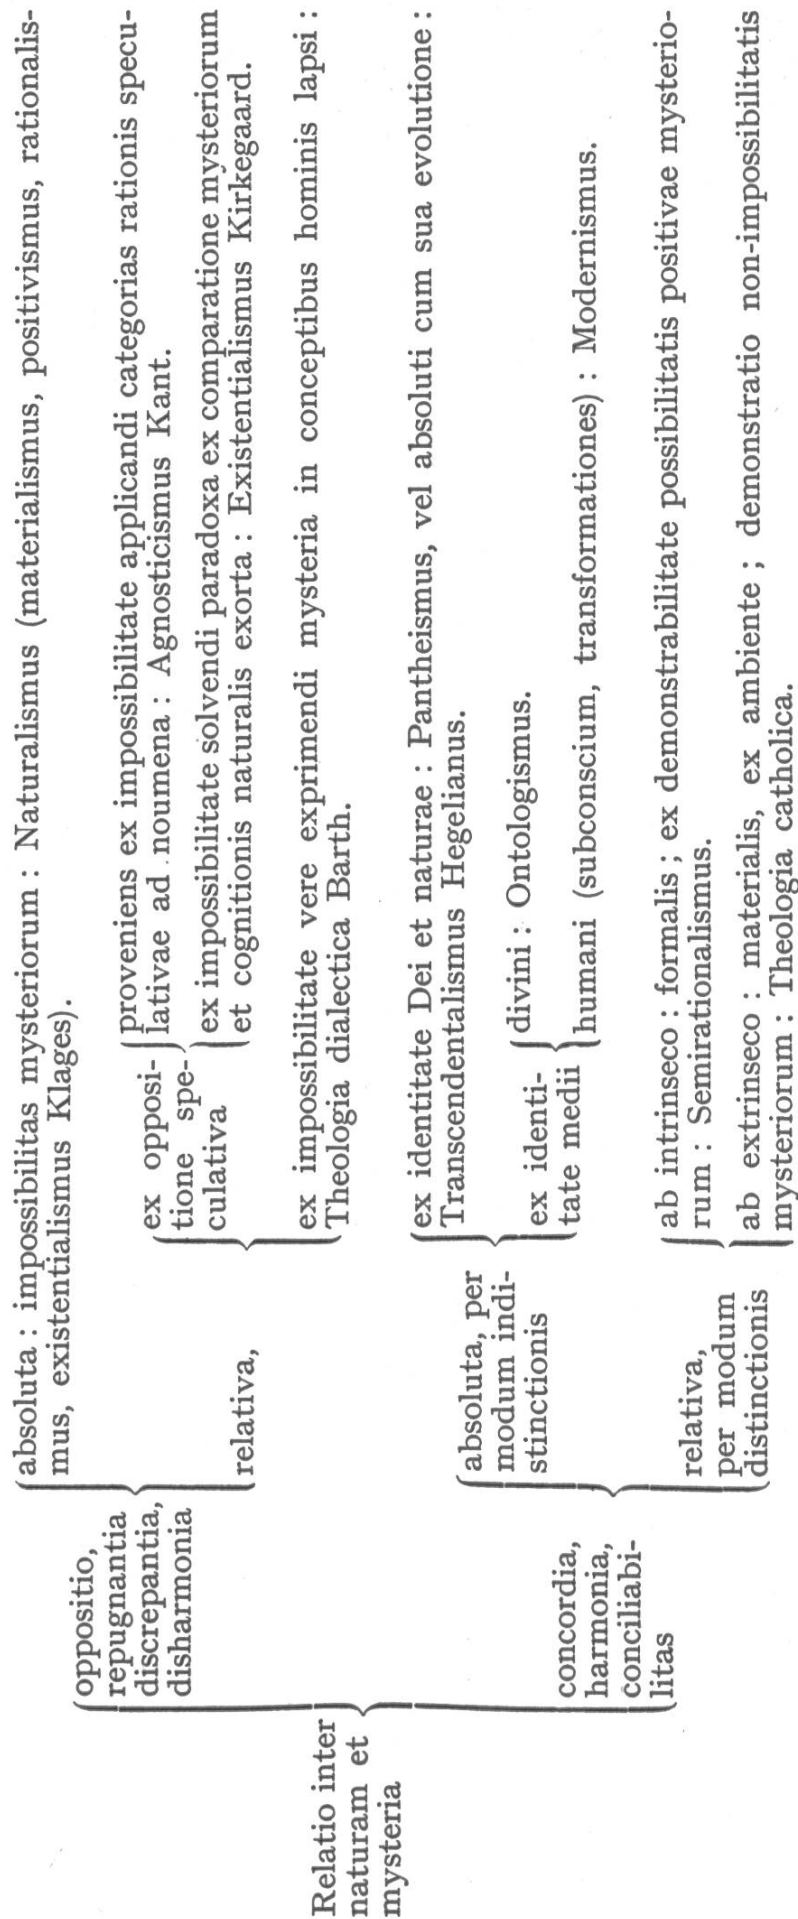 Relatio inter
naturam et
mysteria
oppositio,
repugnantia
discrepantia,
disharmonia
absoluta : impossibilitas mysteriorum : Naturalismus (materialismus, positivismus, rationalis-
mus, existentialismus Klages).
relativa,
ex opposi-
tione spe-
culativa
proveniens ex impossibilitate applicandi categorias rationis specu-
lativae ad noumena : Agnosticismus Kant.
ex impossibilitate solvendi paradoxa ex comparatione mysteriorum
et cognitionis naturalis exorta : Existentialismus Kirkegaard.
ex impossibilitate vere exprimendi mysteria in conceptibus hominis lapsi :
Theologia dialectica Barth.
concordia,
harmonia,
conciliabi-
litas
absoluta, per
modum indi-
stinctionis
ex identitate Dei et naturae : Pantheismus, vel absoluti cum sua evolutione :
Transcendentalismus Hegelianus.
ex identi-
tate medii
divini : Ontologismus.
humani (subconscium, transformationes) : Modernismus.
relativa,
per modum
distinctionis
ab intrinseco : formalis ; ex demonstrabilitate possibilitatis positivae mysterio-
rum : Semirationalismus.
ab extrinseco : materialis, ex ambiente ; demonstratio non-impossibilitatis
mysteriorum : Theologia catholica.